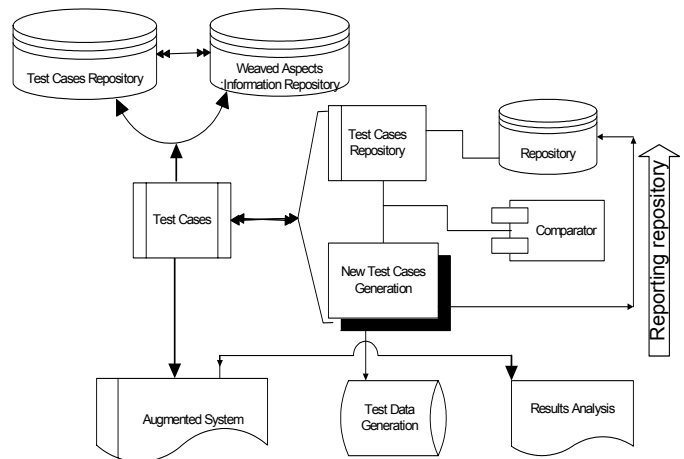 Test Cases Repository
Weaved Aspects
:Information Repository
Test Cases
Repository
Repository
Test Cases
Comparator
New Test Cases
Generation
Reporting repository
Augmented System
Test Data
Generation
Results Analysis